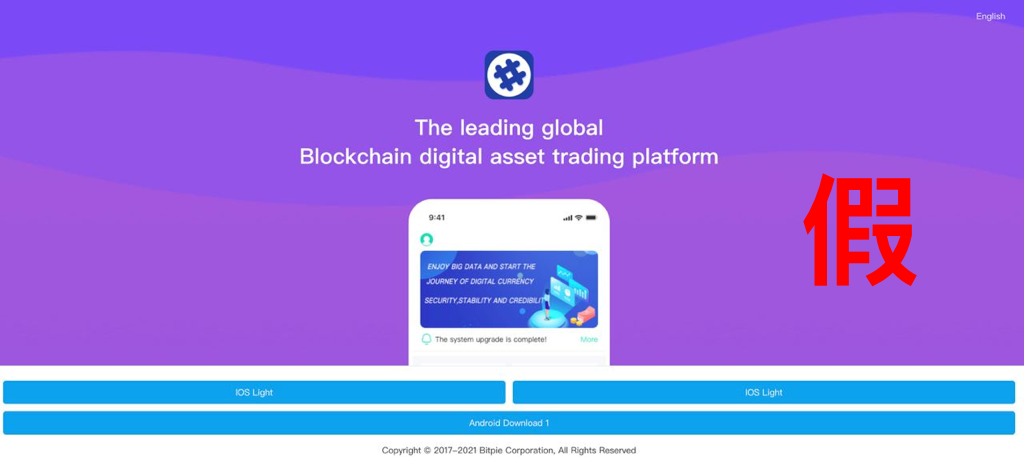 English
The leading global
Blockchain digital asset trading platform
假
9:41
ENJOY BIG DATA AND START THE
JOURNEY OF DIGITAL CURRENCY
SECURITY,STABILITY AND CREDIBILIT
The system upgrade is complete!
More
IOS Light
IOS Light
Android Download 1
Copyright © 2017-2021 Bitpie Corporation, All Rights Reserved